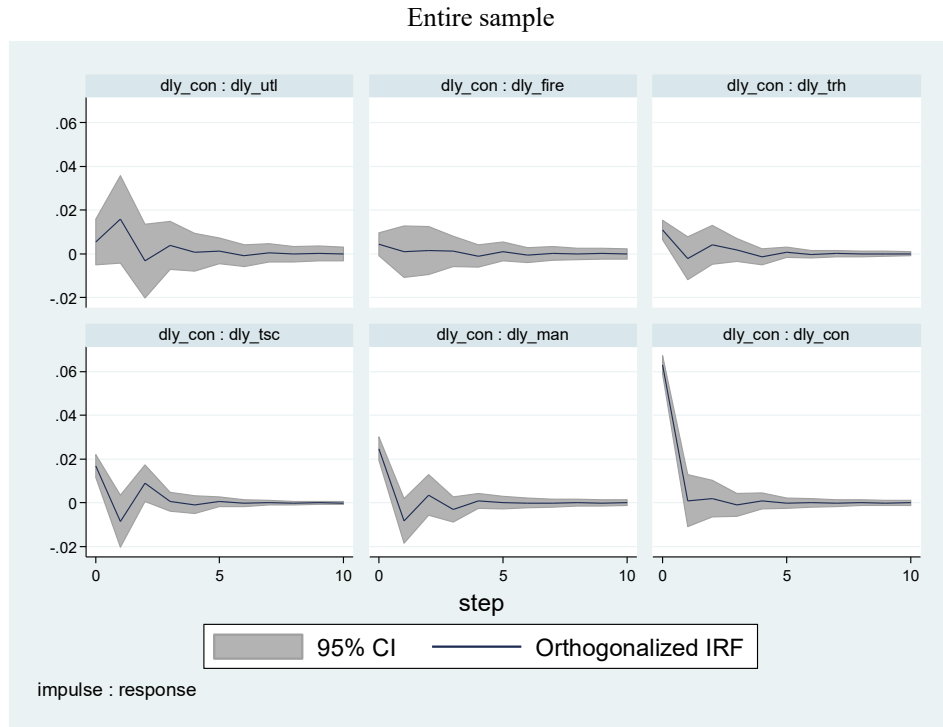 Entire sample
dly_con : dly_utl dly_fire
dly_con : dly_fire
dly_con : dly_trh
.06
.04
.02
0
-.02
dly_con : dly_tsc
dly_con : dly_man
dly_con : dly_con
.06
.04
.02
0
-.02
0 5 10
0 5 10
0 5 10
step
95% CI
Orthogonalized IRF
impulse : response